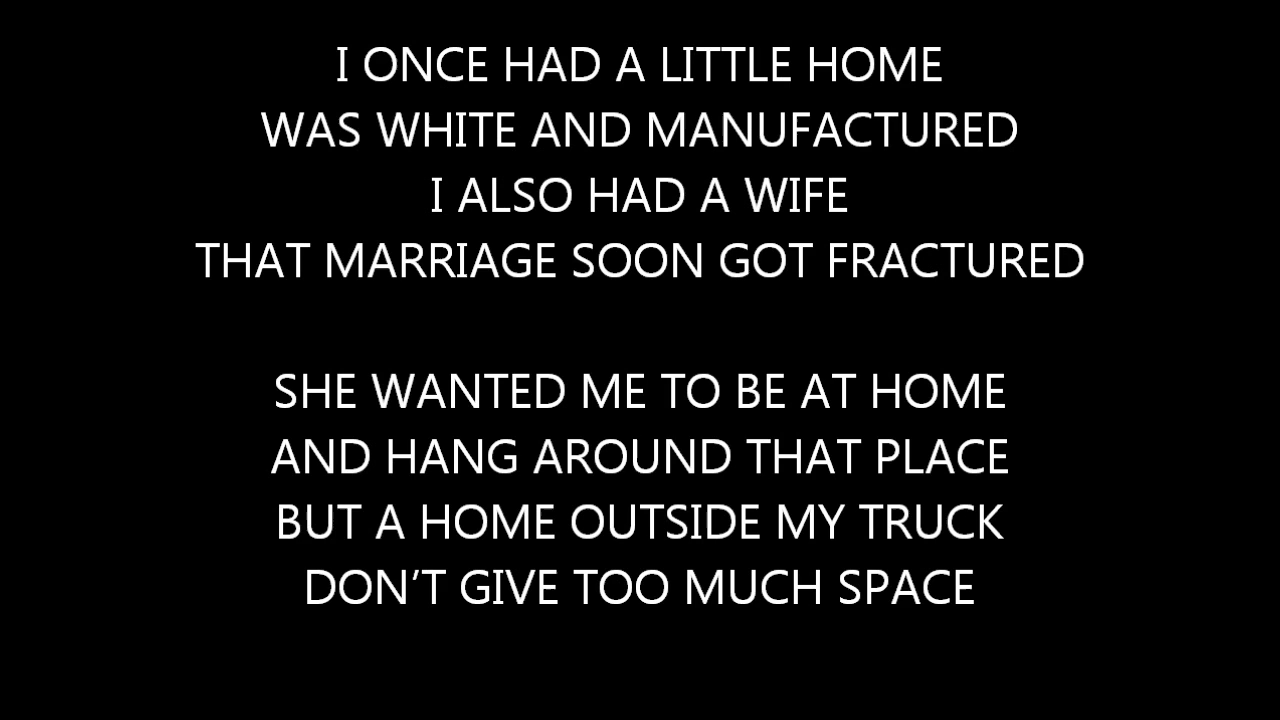 I ONCE HAD A LITTLE HOME
WAS WHITE AND MANUFACTURED
I ALSO HAD A WIFE
THAT MARRIAGE SOON GOT FRACTURED
SHE WANTED ME TO BE AT HOME
AND HANG AROUND THAT PLACE
BUT A HOME OUTSIDE MY TRUCK
DON’T GIVE TOO MUCH SPACE